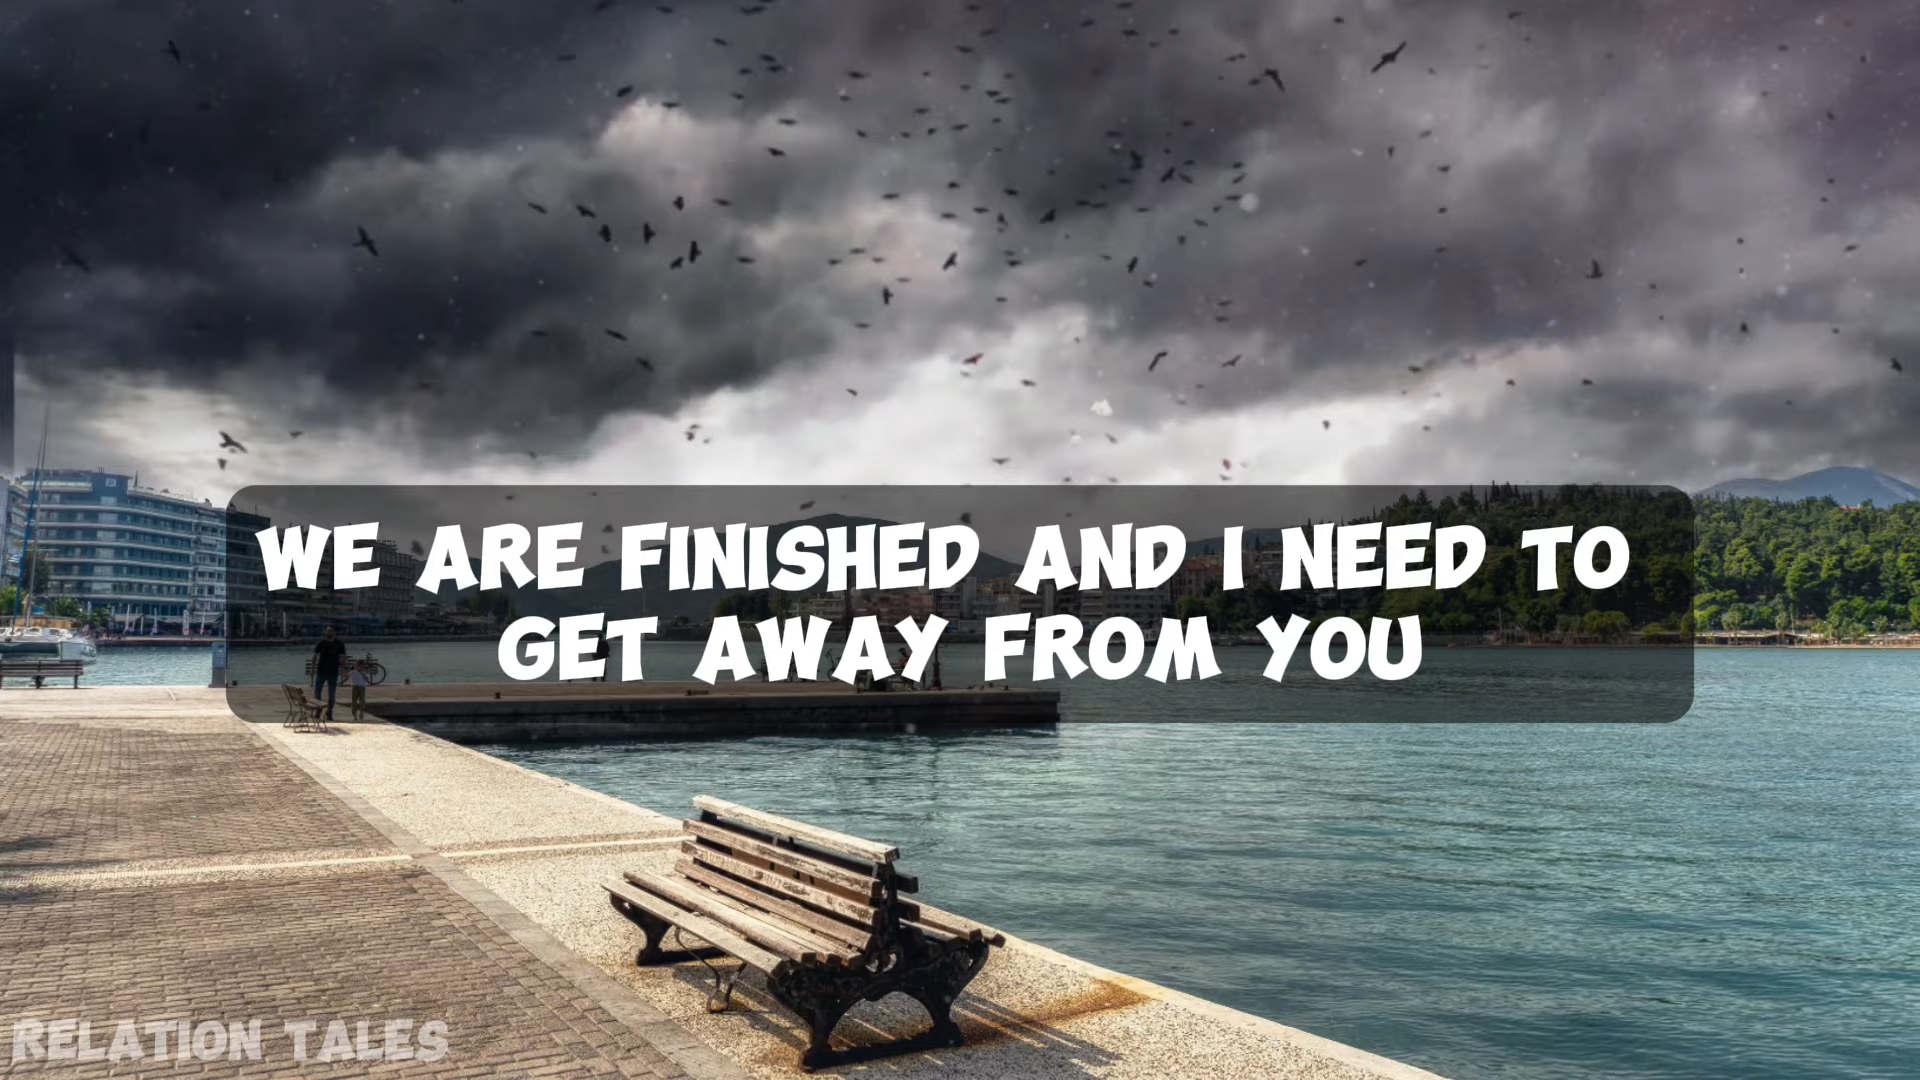 WE ARE FINISHED AND I NEED TO
GET AWAY FROM YOU
RELATION TALES